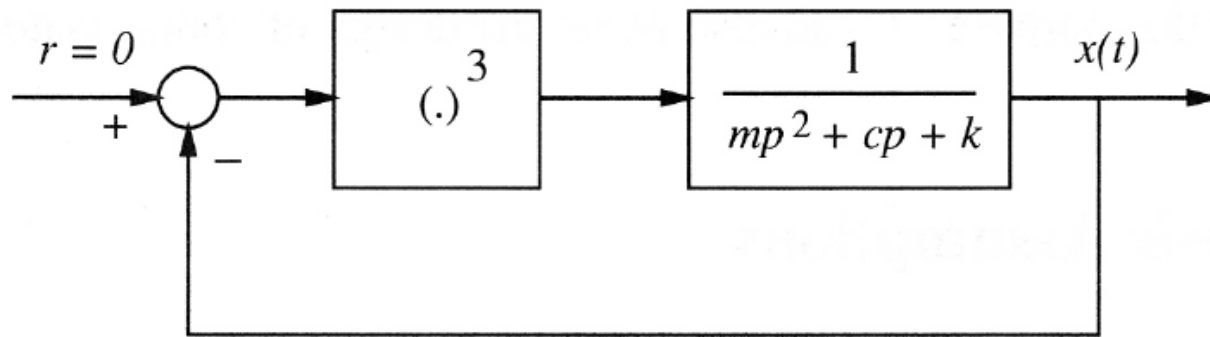 r = 0
+
−
(.)³
1
mp² + cp + k
x(t)